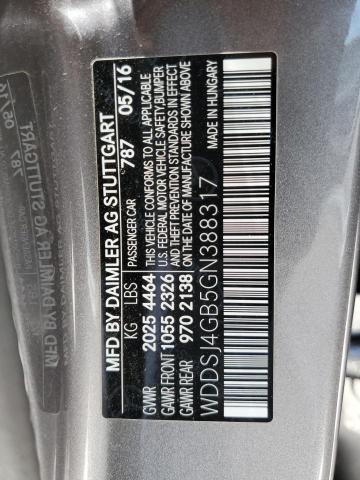 MFD BY DAIMLER AG STUTTGART
KG LBS PASSENGER CAR 787 05/16
GVWR 2025 4464 THIS VEHICLE CONFORMS TO ALL APPLICABLE
GAWR FRONT 1055 2326 U.S. FEDERAL MOTOR VEHICLE SAFETY,BUMPER
GAWR REAR 970 2138 AND THEFT PREVENTION STANDARDS IN EFFECT
ON THE DATE OF MANUFACTURE SHOWN ABOVE
WDDSJ4GB5GN388317 MADE IN HUNGARY